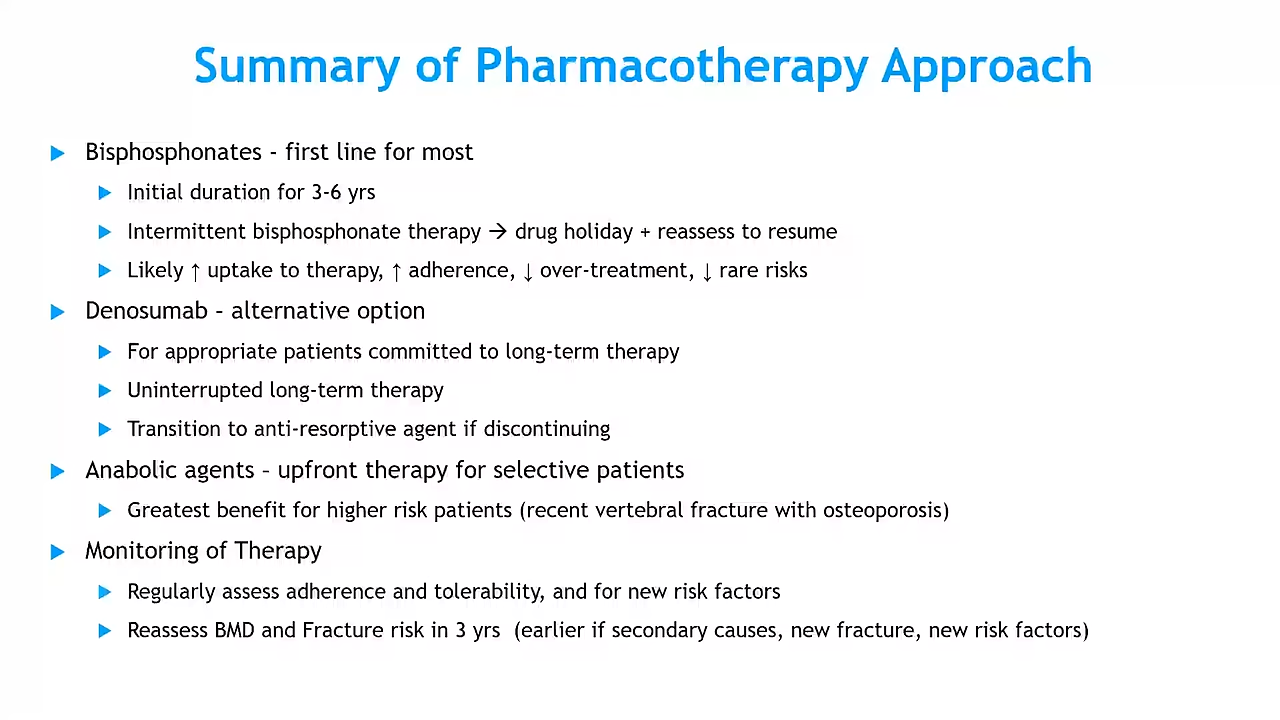 Summary of Pharmacotherapy Approach
Bisphosphonates - first line for most
Initial duration for 3-6 yrs
Intermittent bisphosphonate therapy → drug holiday + reassess to resume
Likely ↑ uptake to therapy, ↑ adherence, ↓ over-treatment, ↓ rare risks
Denosumab – alternative option
For appropriate patients committed to long-term therapy
Uninterrupted long-term therapy
Transition to anti-resorptive agent if discontinuing
Anabolic agents – upfront therapy for selective patients
Greatest benefit for higher risk patients (recent vertebral fracture with osteoporosis)
Monitoring of Therapy
Regularly assess adherence and tolerability, and for new risk factors
Reassess BMD and Fracture risk in 3 yrs  (earlier if secondary causes, new fracture, new risk factors)